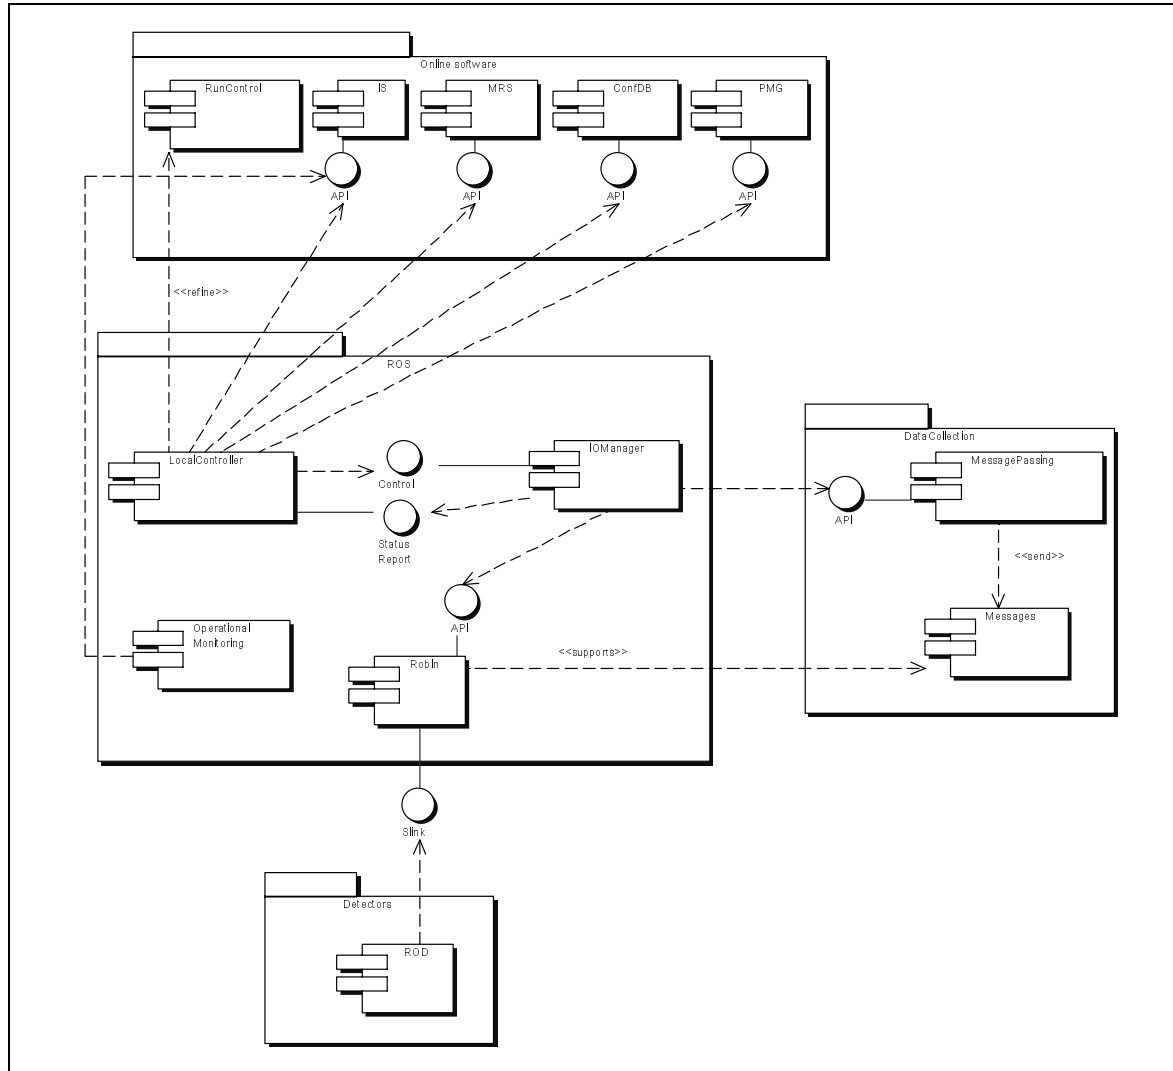 Online software
RunControl
IS
MRS
ConfDB
PMG
API
API
API
API
<<refine>>
ROS
LocalController
Control
IOManager
Status
Report
API
Operational
Monitoring
RobIn
<<supports>>
DataCollection
MessagePassing
API
<<send>>
Messages
Slink
Detectors
ROD